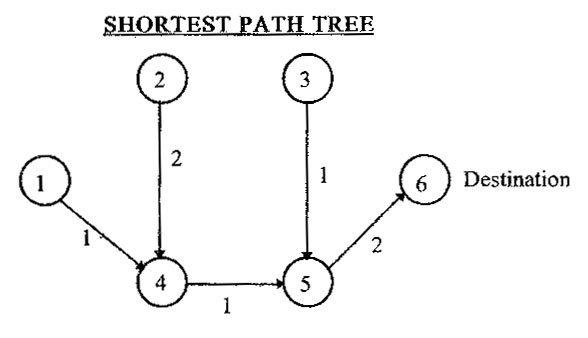 SHORTEST PATH TREE
2 3
2 1
1 6 Destination
1 2
4 5
1